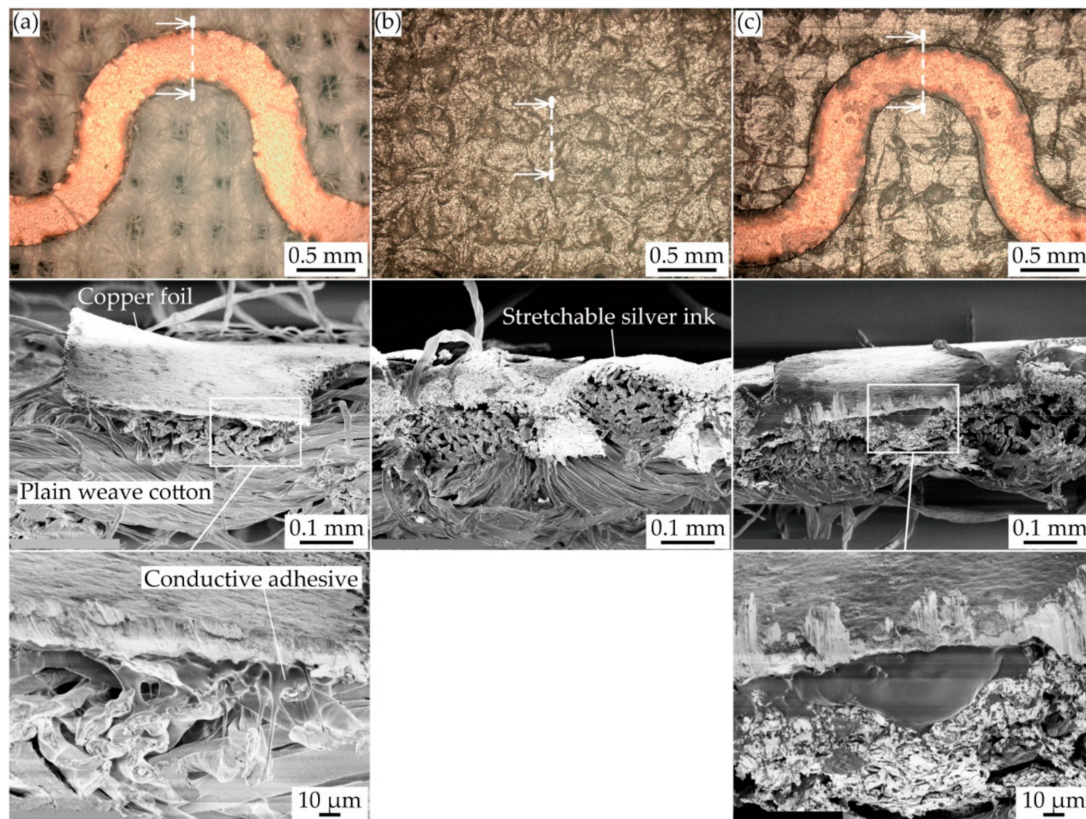 (a)
(b)
(c)
0.5 mm
0.5 mm
0.5 mm
Copper foil
Stretchable silver ink
Plain weave cotton
0.1 mm
0.1 mm
0.1 mm
Conductive adhesive
10 μm
10 μm